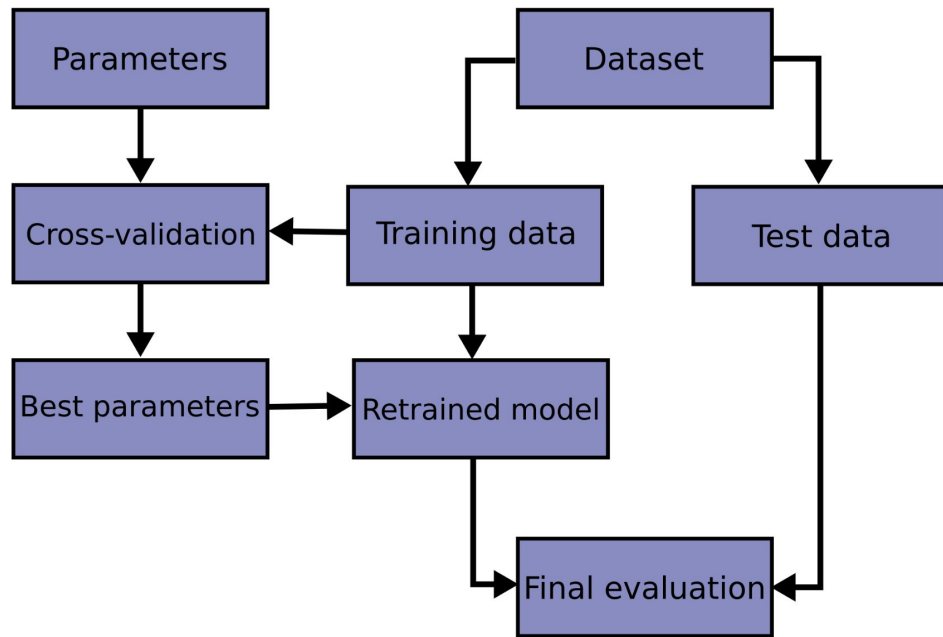 Parameters
Dataset
Cross-validation
Training data
Test data
Best parameters
Retrained model
Final evaluation